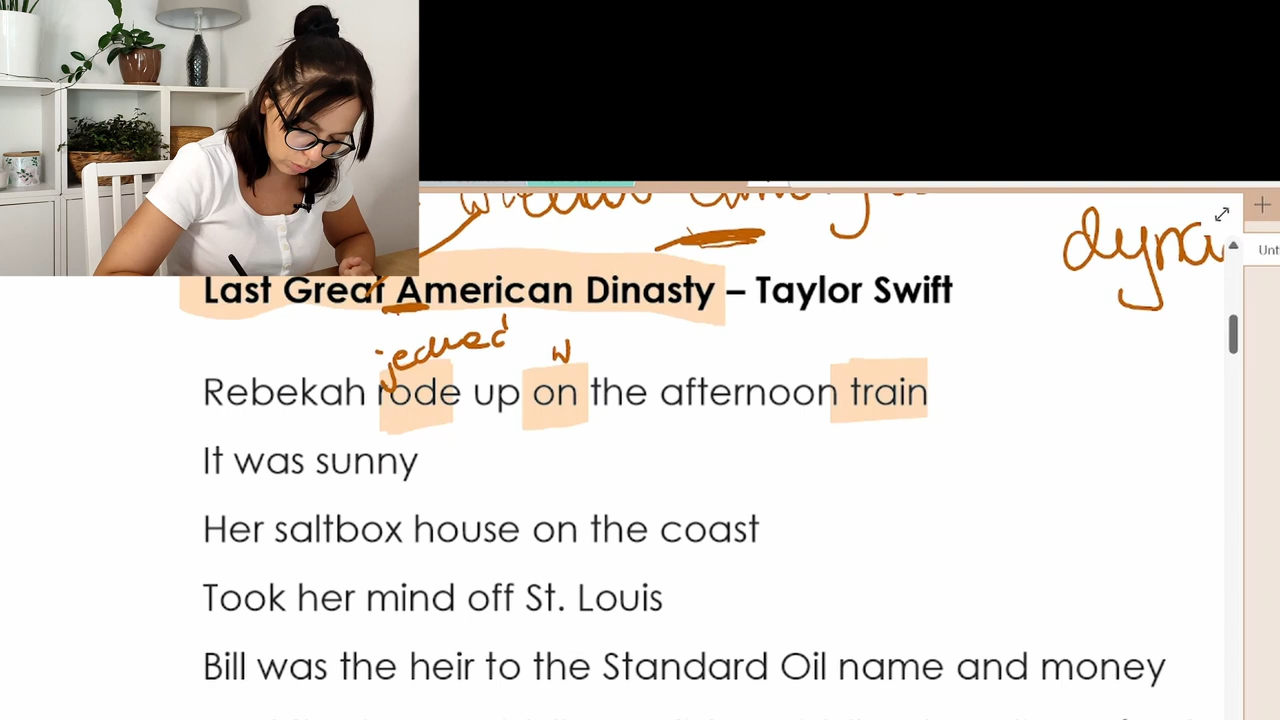 dyna
Last Great American Dinasty – Taylor Swift
jechać
w
Rebekah rode up on the afternoon train
It was sunny
Her saltbox house on the coast
Took her mind off St. Louis
Bill was the heir to the Standard Oil name and money
Unt